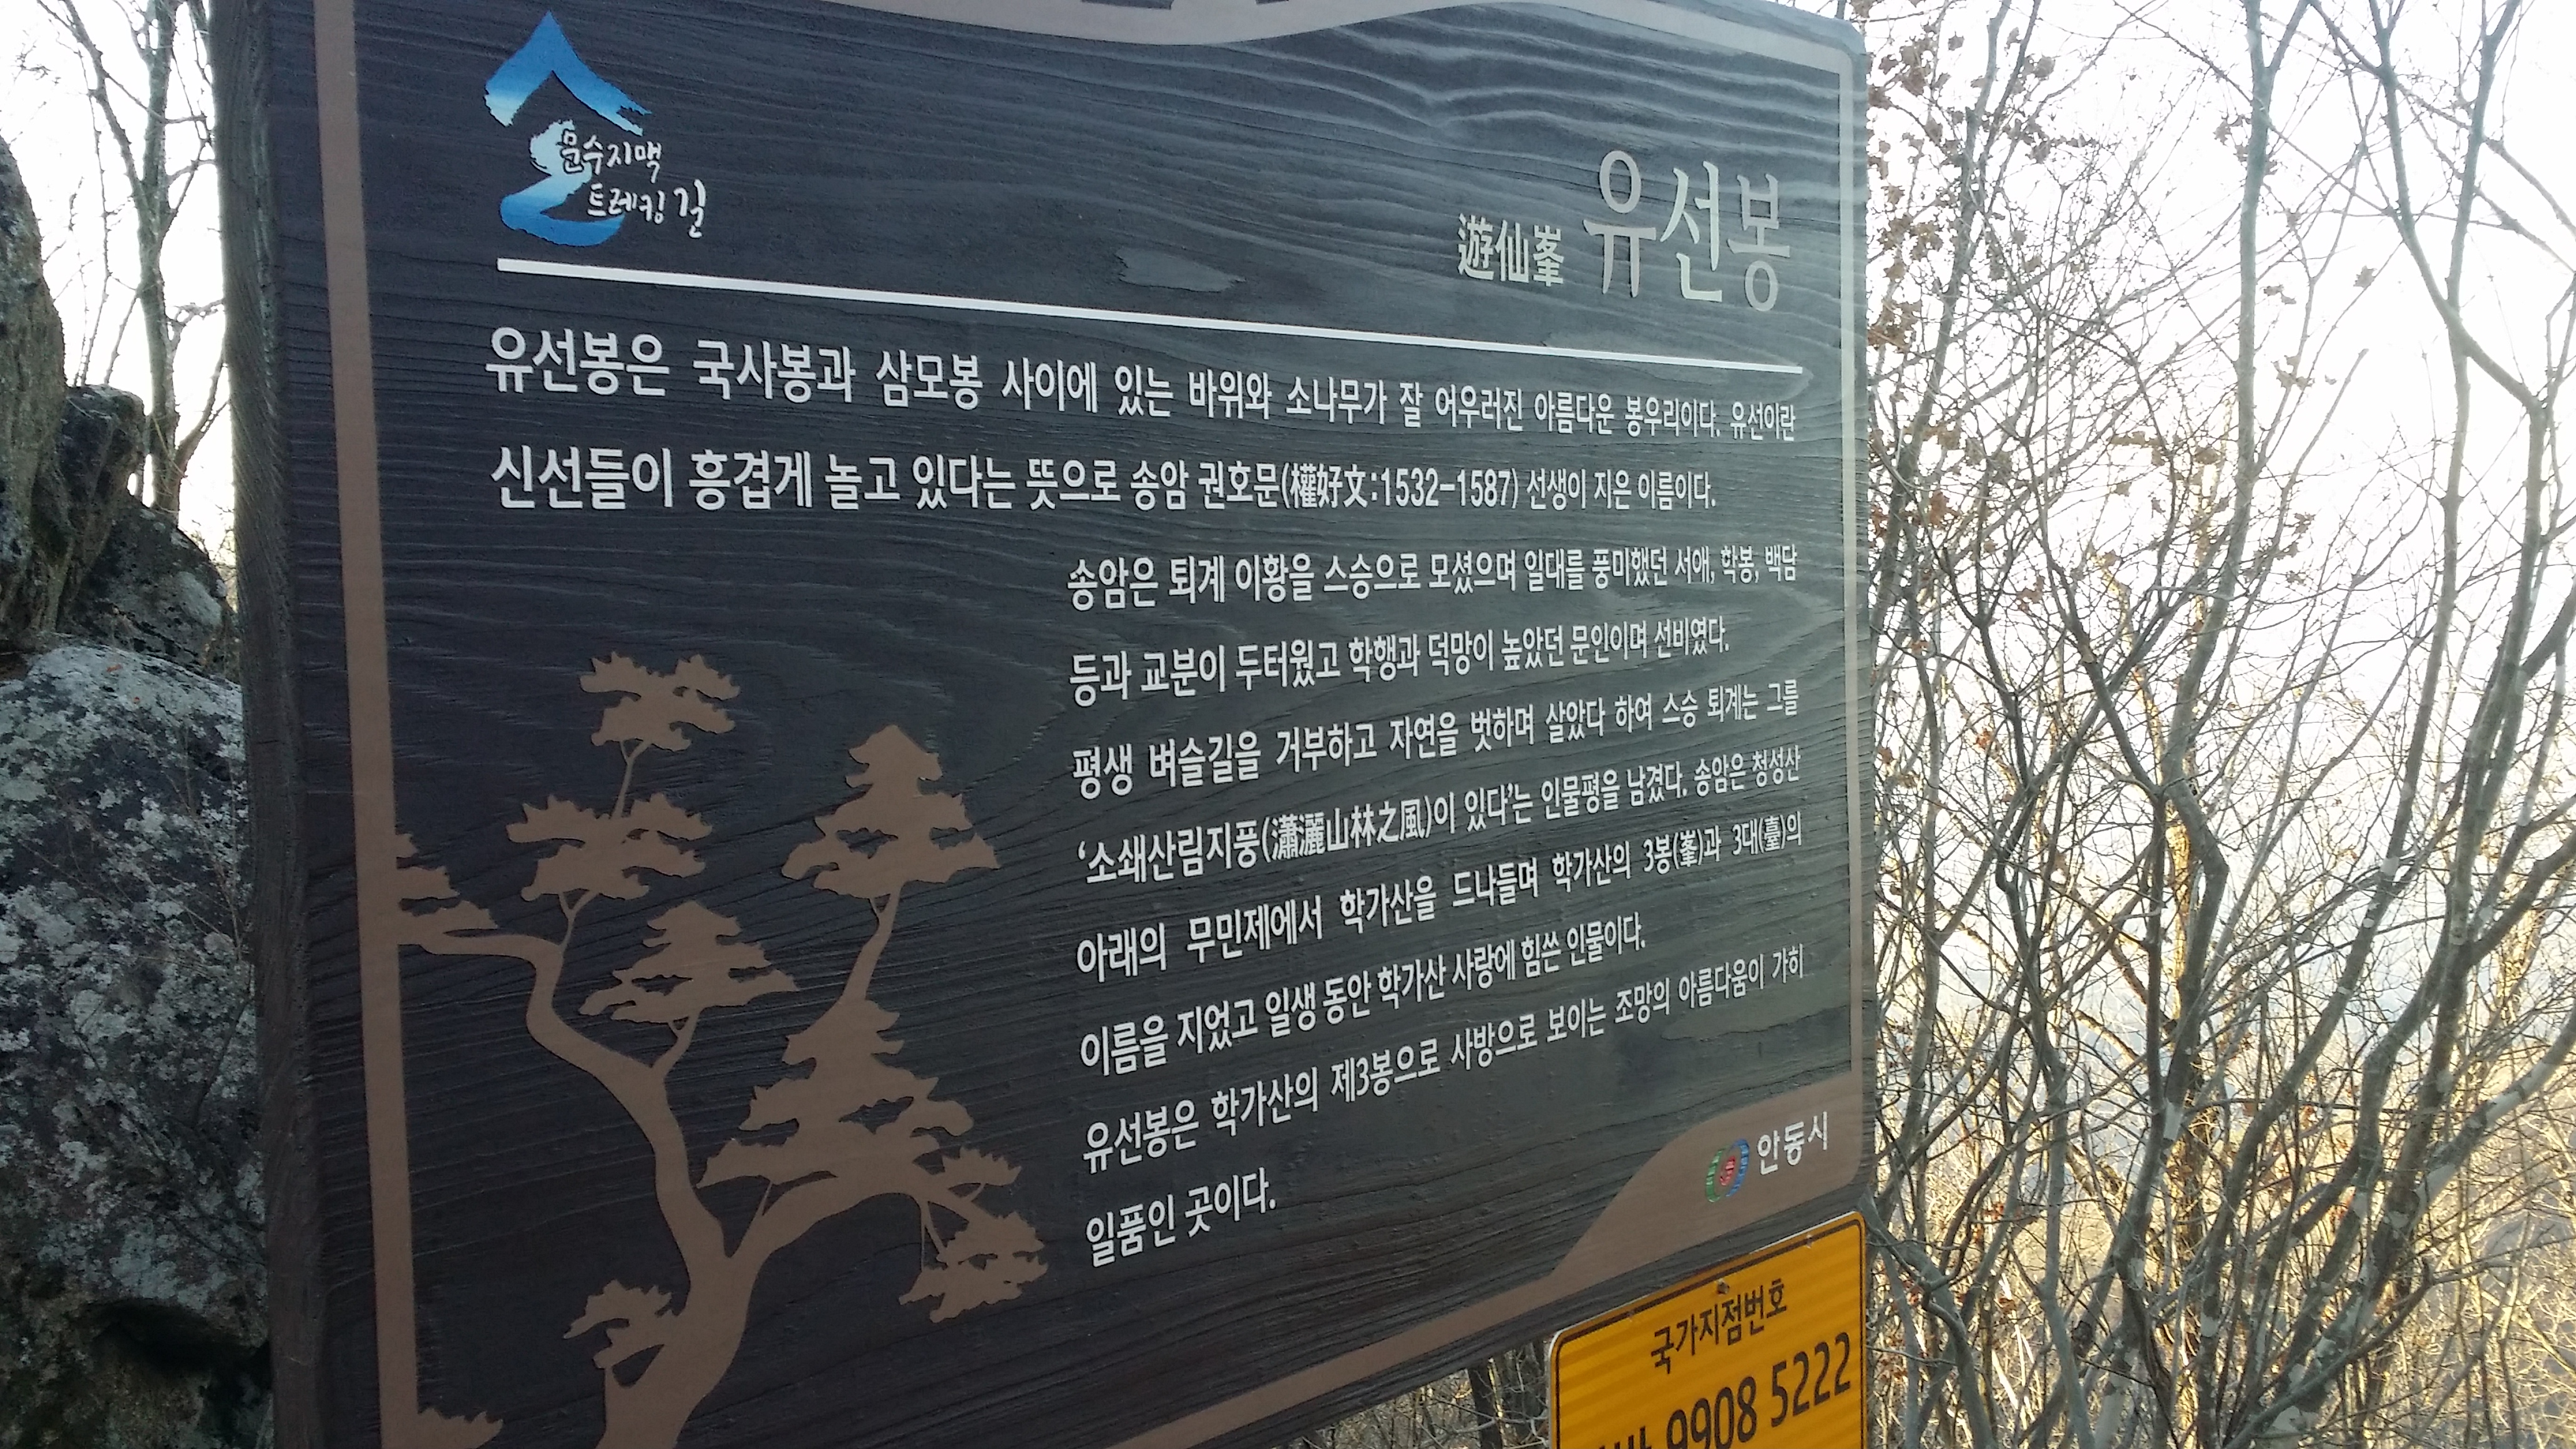 문수지맥
트레킹길
遊仙峯 유선봉
유선봉은 국사봉과 삼모봉 사이에 있는 바위와 소나무가 잘 어우러진 아름다운 봉우리이다. 유선이란
신선들이 흥겹게 놀고 있다는 뜻으로 송암 권호문(權好文:1532-1587) 선생이 지은 이름이다.
송암은 퇴계 이황을 스승으로 모셨으며 일대를 풍미했던 서애, 학봉, 백담
등과 교분이 두터웠고 학행과 덕망이 높았던 문인이며 선비였다.
평생 벼슬길을 거부하고 자연을 벗하며 살았다 하여 스승 퇴계는 그를
‘소쇄산림지풍(瀟灑山林之風)이 있다’는 인물평을 남겼다. 송암은 청성산
아래의 무민제에서 학가산을 드나들며 학가산의 3봉(峯)과 3대(臺)의
이름을 지었고 일생 동안 학가산 사랑에 힘쓴 인물이다.
유선봉은 학가산의 제3봉으로 사방으로 보이는 조망의 아름다움이 가히
일품인 곳이다.
안동시
국가지점번호
9908 5222